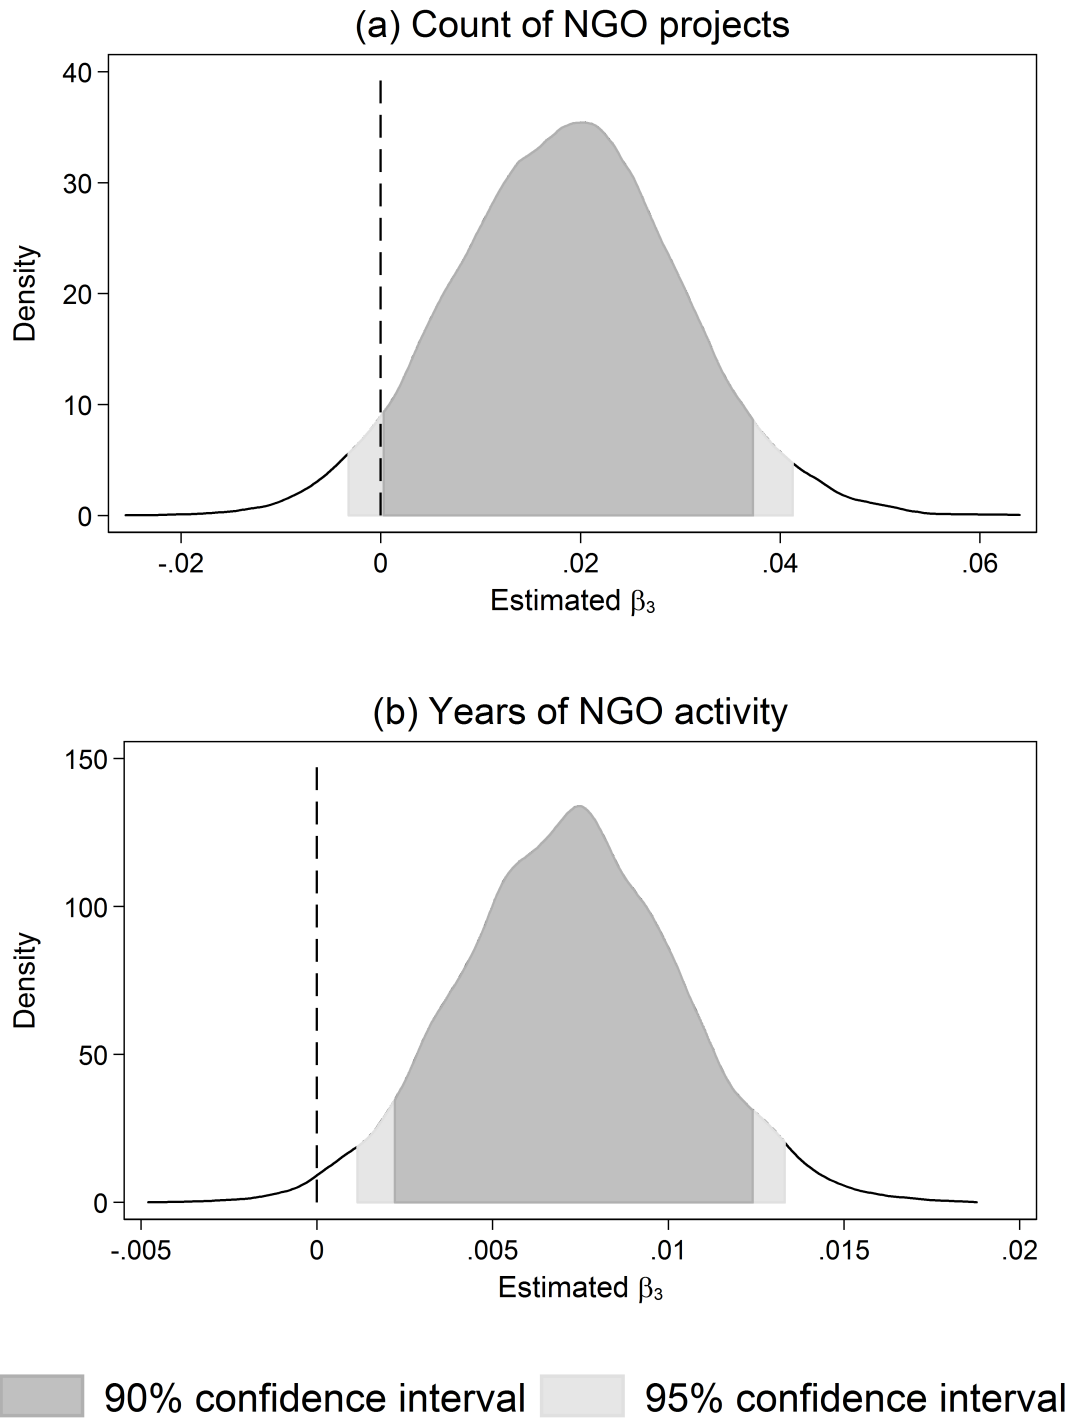 (a) Count of NGO projects
40
30
20
10
0
Density
-.02 0 .02 .04 .06
Estimated β₃
(b) Years of NGO activity
150
100
50
0
Density
-.005 0 .005 .01 .015 .02
Estimated β₃
90% confidence interval 95% confidence interval